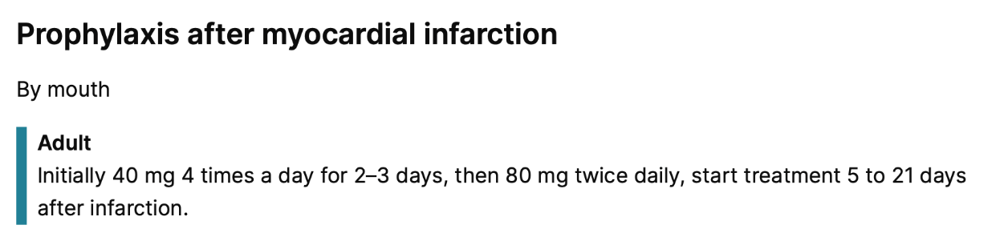 Prophylaxis after myocardial infarction
By mouth
Adult
Initially 40 mg 4 times a day for 2–3 days, then 80 mg twice daily, start treatment 5 to 21 days
after infarction.